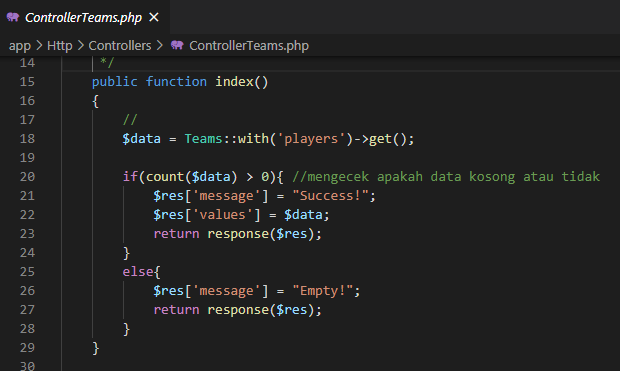 ControllerTeams.php ×
app > Http > Controllers > ControllerTeams.php
14 */
15 public function index()
16 {
17 //
18 $data = Teams::with('players')->get();
19
20 if(count($data) > 0){ //mengecek apakah data kosong atau tidak
21 $res['message'] = "Success!";
22 $res['values'] = $data;
23 return response($res);
24 }
25 else{
26 $res['message'] = "Empty!";
27 return response($res);
28 }
29 }
30